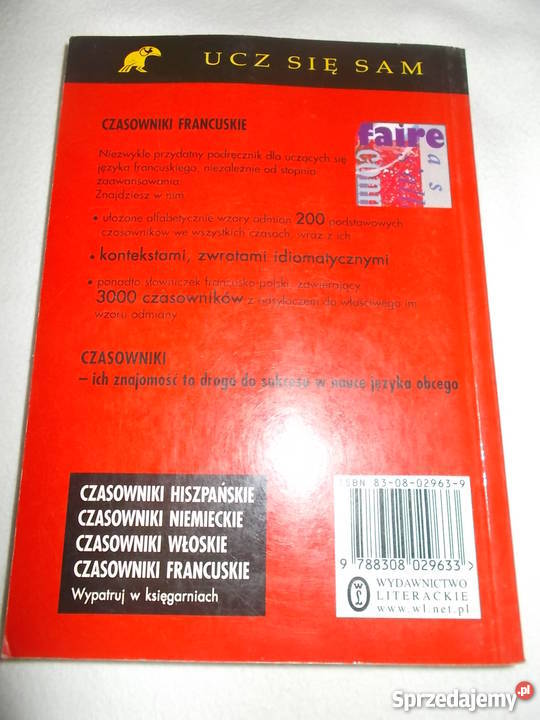 UCZ SIĘ SAM
CZASOWNIKI FRANCUSKIE
faire
Niezwykle przydatny podręcznik dla uczących się
języka francuskiego, niezależnie od stopnia
zaawansowania.
Znajdziesz w nim:
• ułożone alfabetycznie wzory odmian 200 podstawowych
czasowników we wszystkich czasach, wraz z ich
• kontekstami, zwrotami idiomatycznymi
• ponadto słowniczek francusko-polski, zawierający
3000 czasowników z odsyłaczem do właściwego im
wzoru odmiany
CZASOWNIKI
– ich znajomość to droga do sukcesu w nauce języka obcego
CZASOWNIKI HISZPAŃSKIE
CZASOWNIKI NIEMIECKIE
CZASOWNIKI WŁOSKIE
CZASOWNIKI FRANCUSKIE
Wypatruj w księgarniach
ISBN 83-08-02963-9
9 788308 029633
WYDAWNICTWO
LITERACKIE
www.wl.net.pl
Sprzedajemy.pl